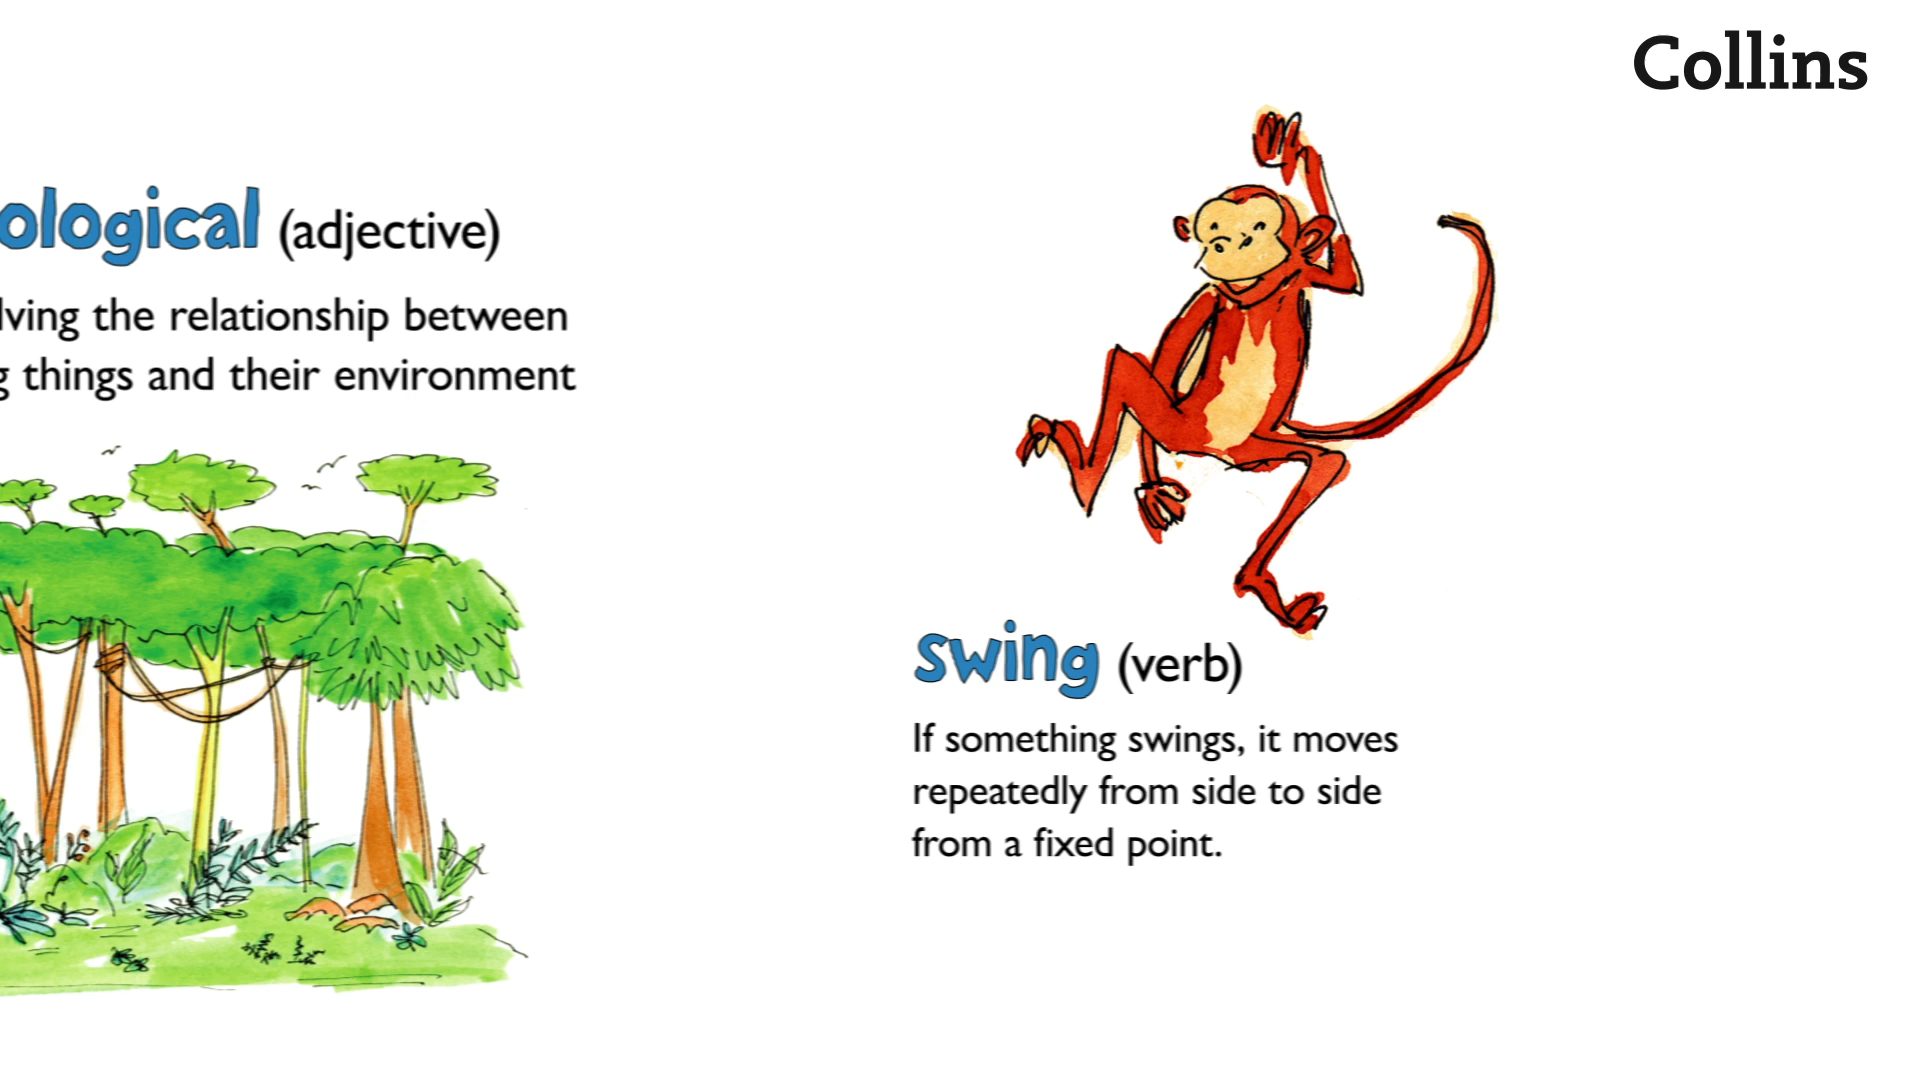 Collins
ological (adjective)
lving the relationship between
g things and their environment
swing (verb)
If something swings, it moves
repeatedly from side to side
from a fixed point.